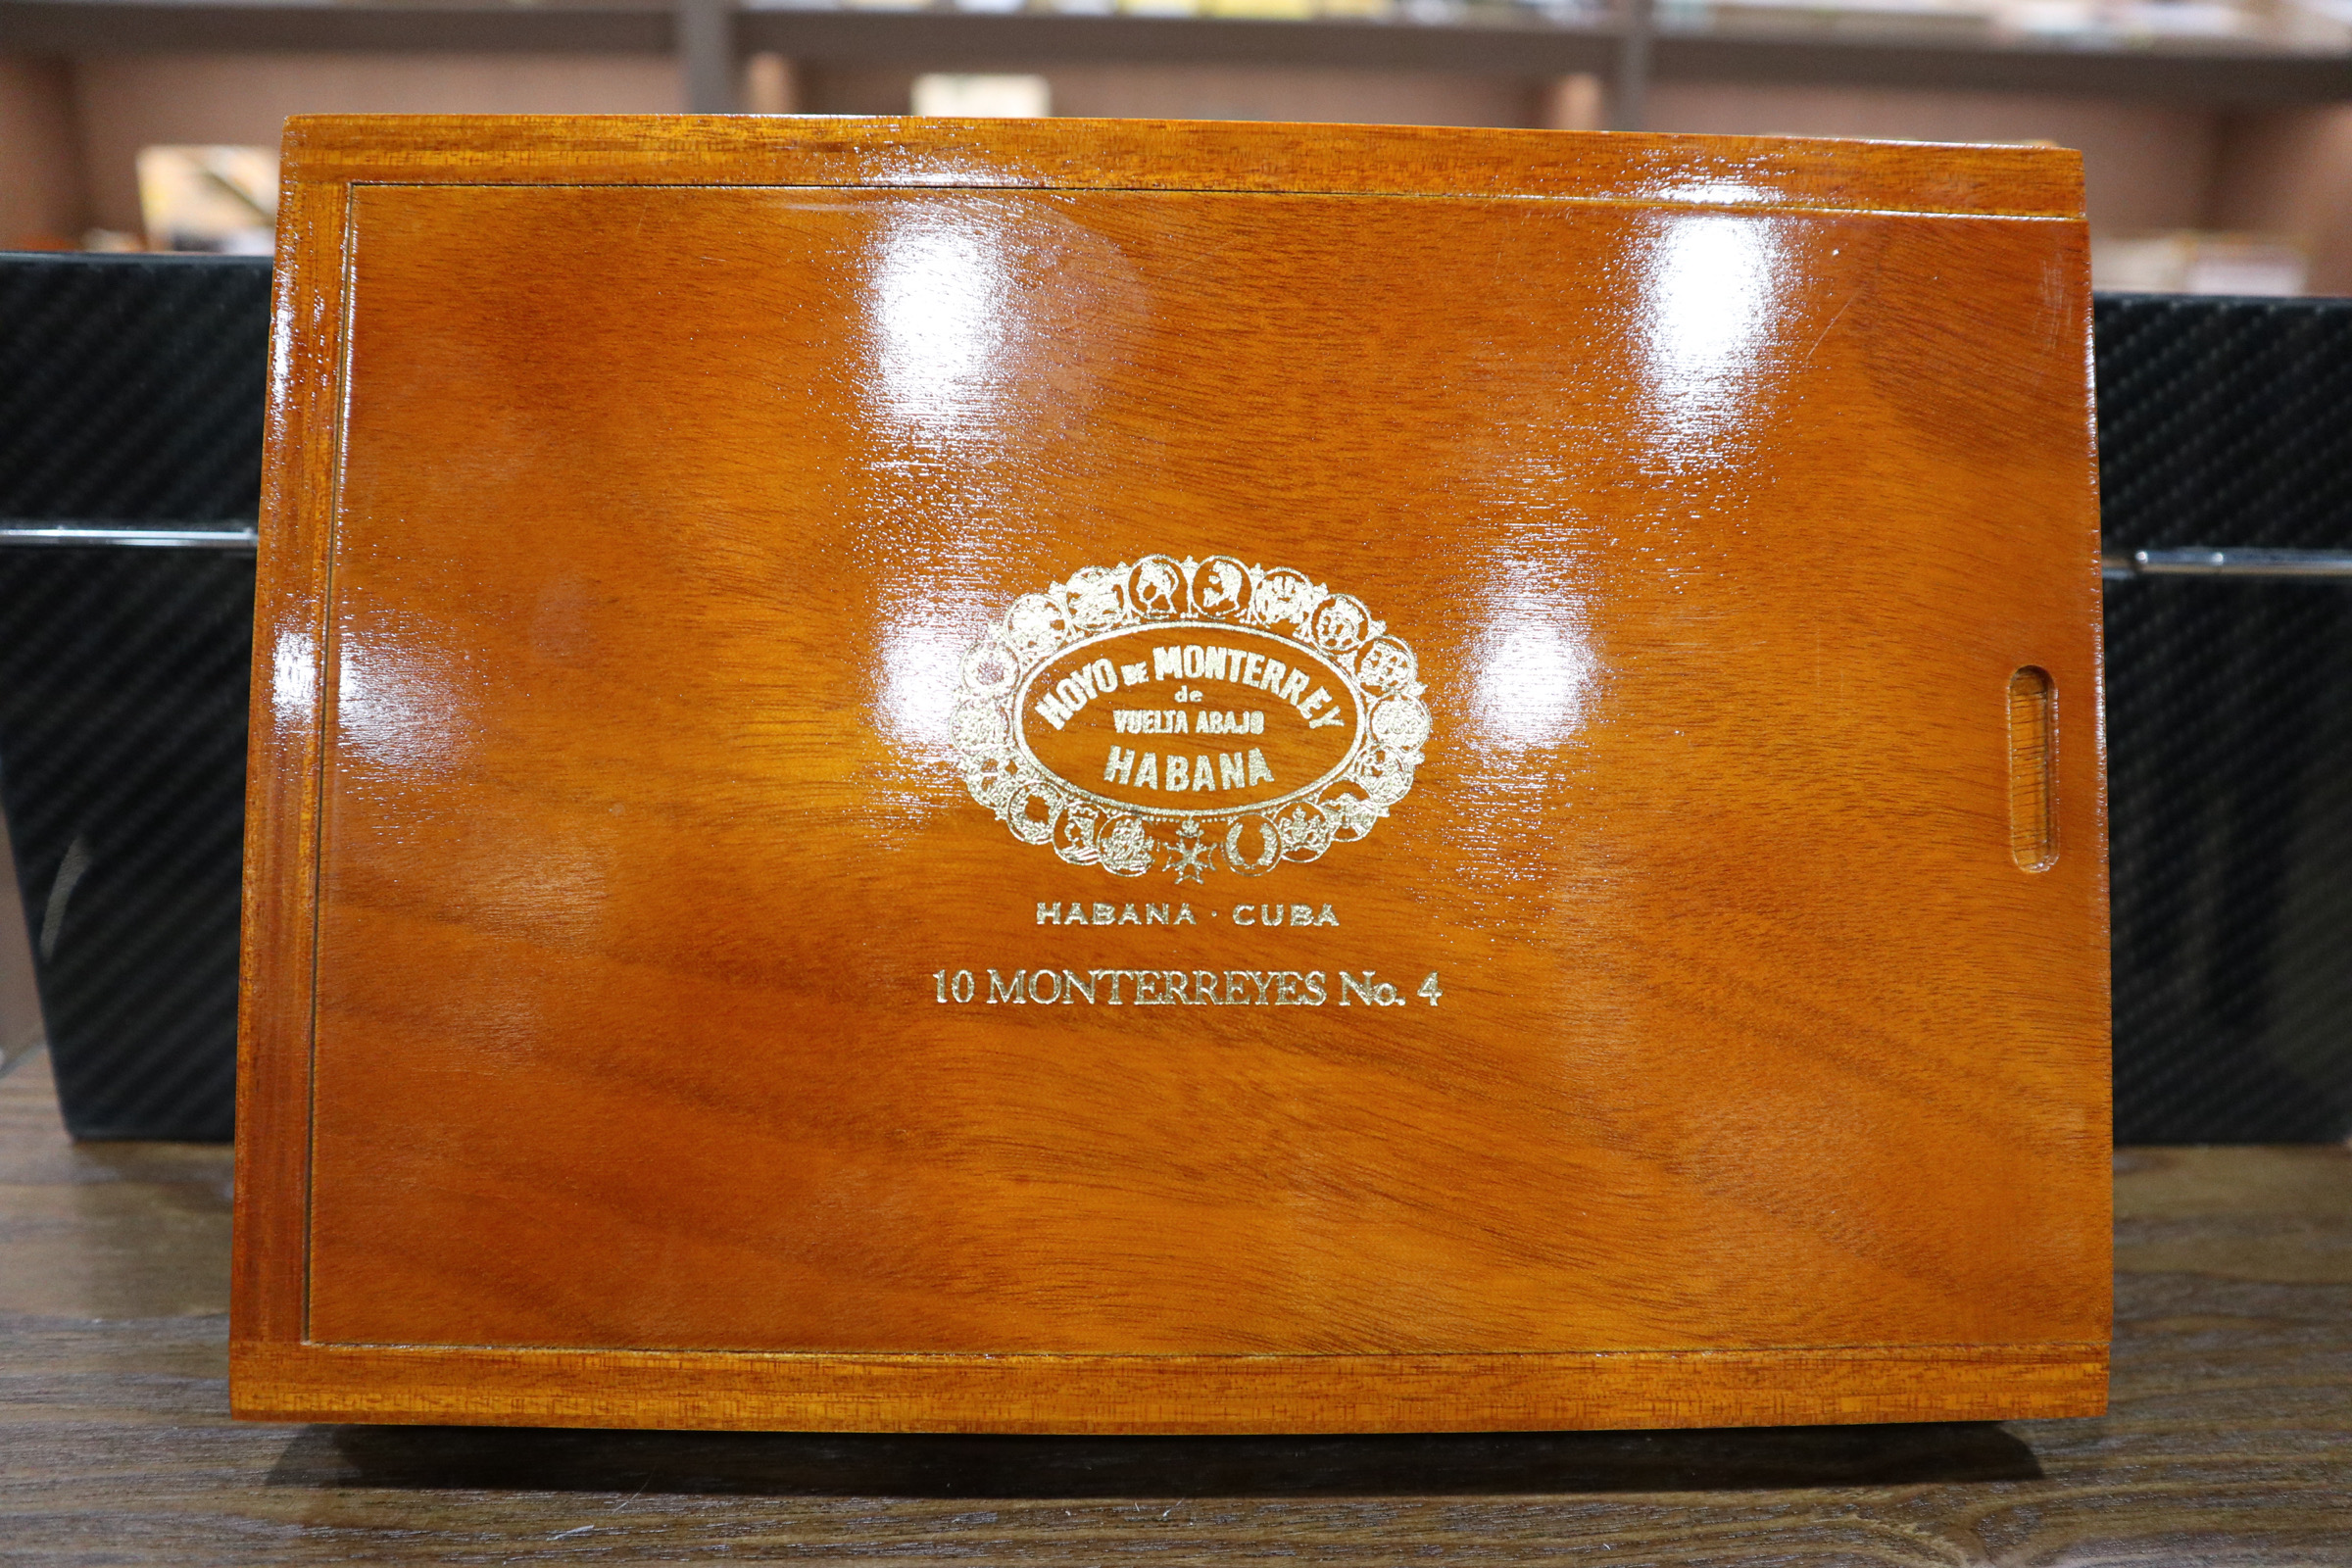 HOYO DE MONTERREY
de
VUELTA ABAJO
HABANA
HABANA · CUBA
10 MONTERREYES No. 4